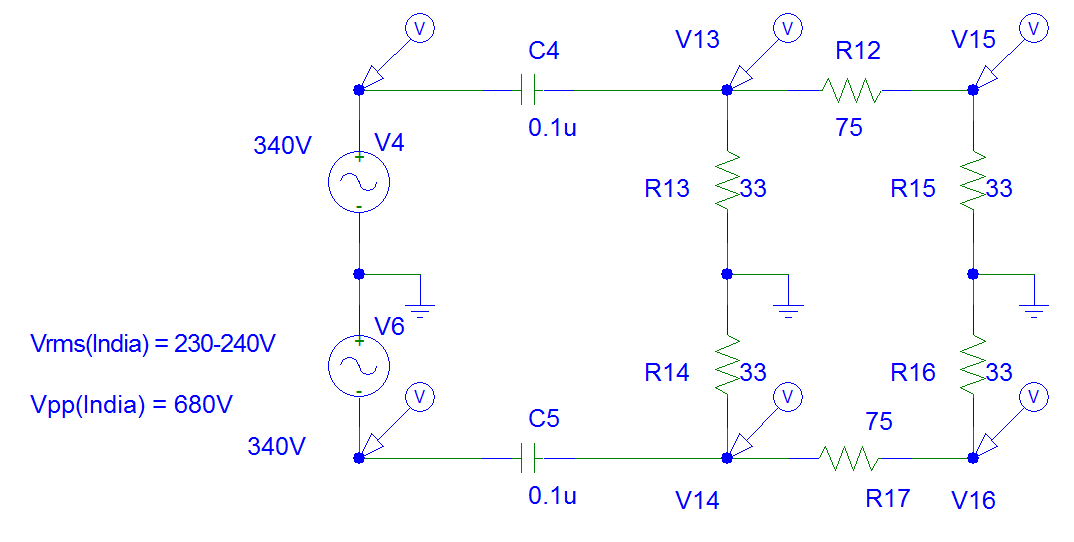 V
V
V
V13
V15
C4
R12
0.1u
75
340V
V4
+
-
R13
33
R15
33
V6
+
-
Vrms(India) = 230-240V
R14
33
R16
33
Vpp(India) = 680V
V
V
V
C5
75
340V
0.1u
V14
R17
V16